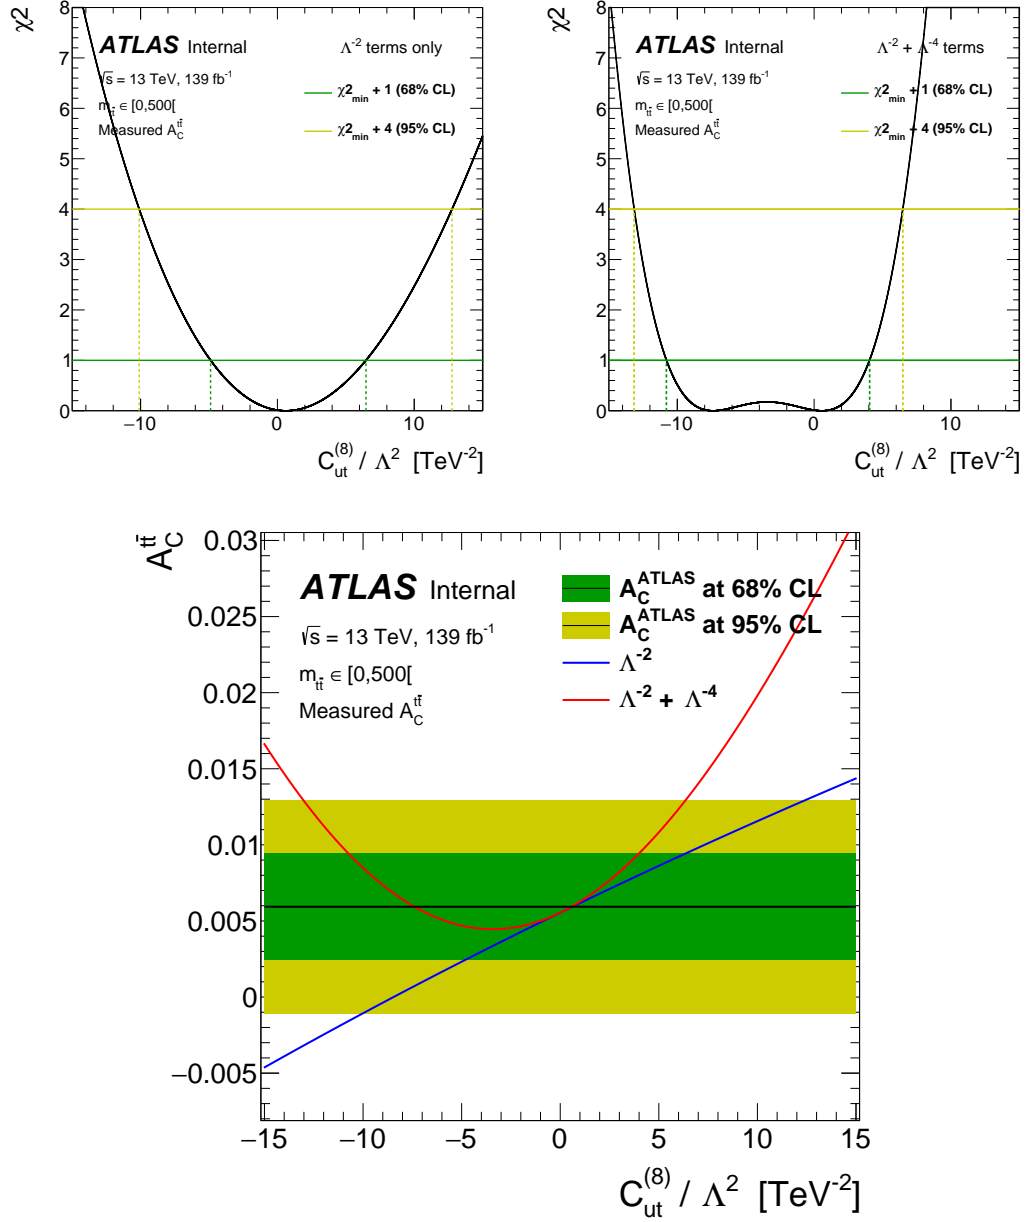 χ2
8
7
6
5
4
3
2
1
0
ATLAS Internal
Λ⁻² terms only
√s = 13 TeV, 139 fb⁻¹
m_tt̄ ∈ [0,500[
Measured A_C^tt̄
χ2_min + 1 (68% CL)
χ2_min + 4 (95% CL)
−10 0 10
C_ut^(8) / Λ² [TeV⁻²]
χ2
8
7
6
5
4
3
2
1
0
ATLAS Internal
Λ⁻² + Λ⁻⁴ terms
√s = 13 TeV, 139 fb⁻¹
m_tt̄ ∈ [0,500[
Measured A_C^tt̄
χ2_min + 1 (68% CL)
χ2_min + 4 (95% CL)
−10 0 10
C_ut^(8) / Λ² [TeV⁻²]
A_C^tt̄
0.03
0.025
0.02
0.015
0.01
0.005
0
−0.005
ATLAS Internal
√s = 13 TeV, 139 fb⁻¹
m_tt̄ ∈ [0,500[
Measured A_C^tt̄
A_C^ATLAS at 68% CL
A_C^ATLAS at 95% CL
Λ⁻²
Λ⁻² + Λ⁻⁴
−15 −10 −5 0 5 10 15
C_ut^(8) / Λ² [TeV⁻²]